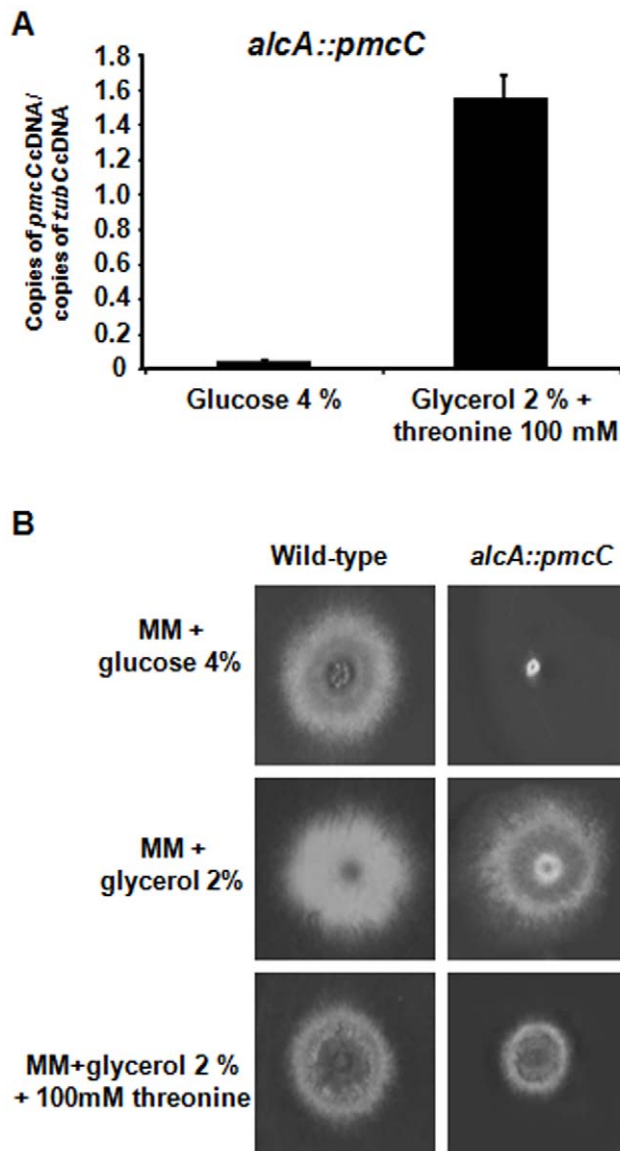 A
alcA::pmcC
Copies of pmcC cDNA/
copies of tubC cDNA
1.8
1.6
1.4
1.2
1.0
0.8
0.6
0.4
0.2
0
Glucose 4 %
Glycerol 2 % +
threonine 100 mM
B
Wild-type
alcA::pmcC
MM +
glucose 4%
MM +
glycerol 2%
MM+glycerol 2 %
+ 100mM threonine